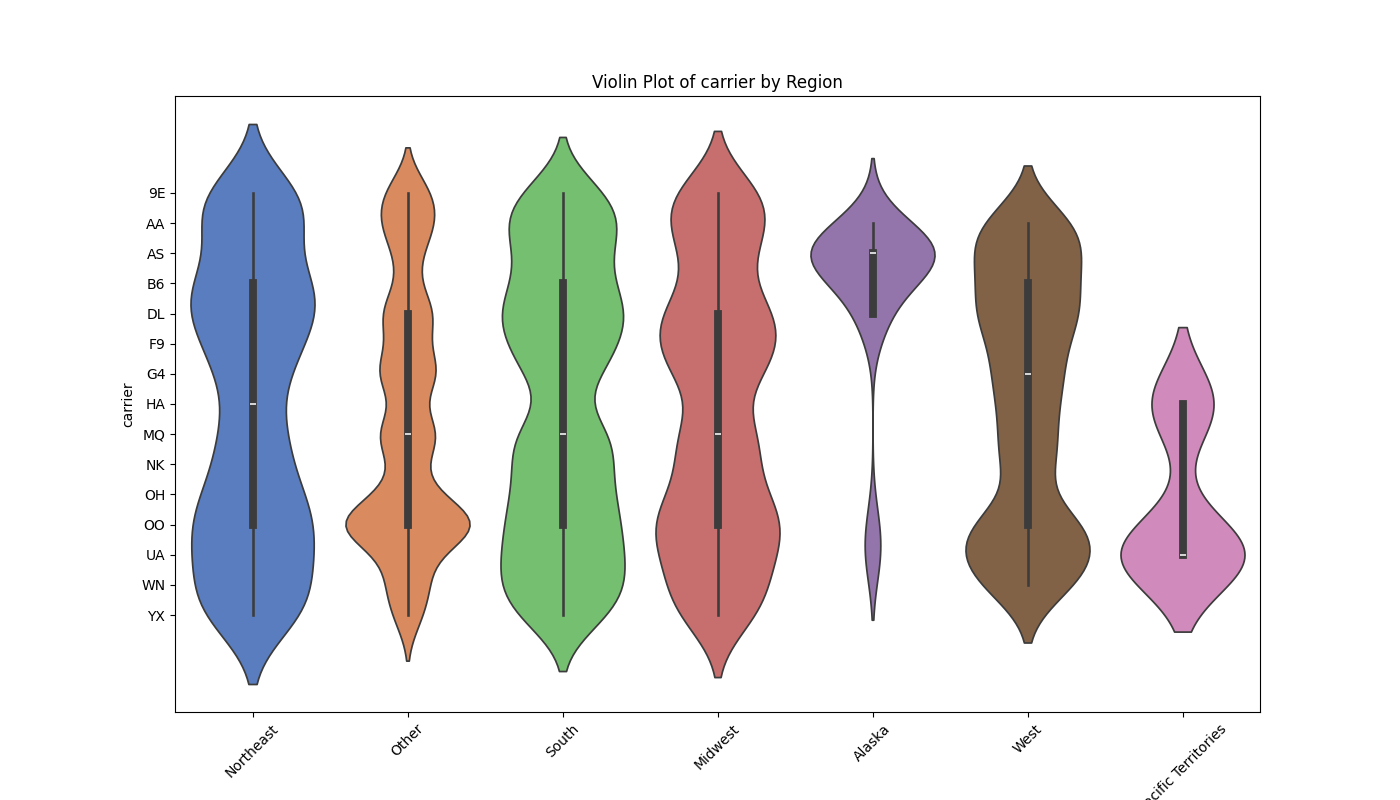 Violin Plot of carrier by Region
carrier
9E
AA
AS
B6
DL
F9
G4
HA
MQ
NK
OH
OO
UA
WN
YX
Northeast
Other
South
Midwest
Alaska
West
Territories